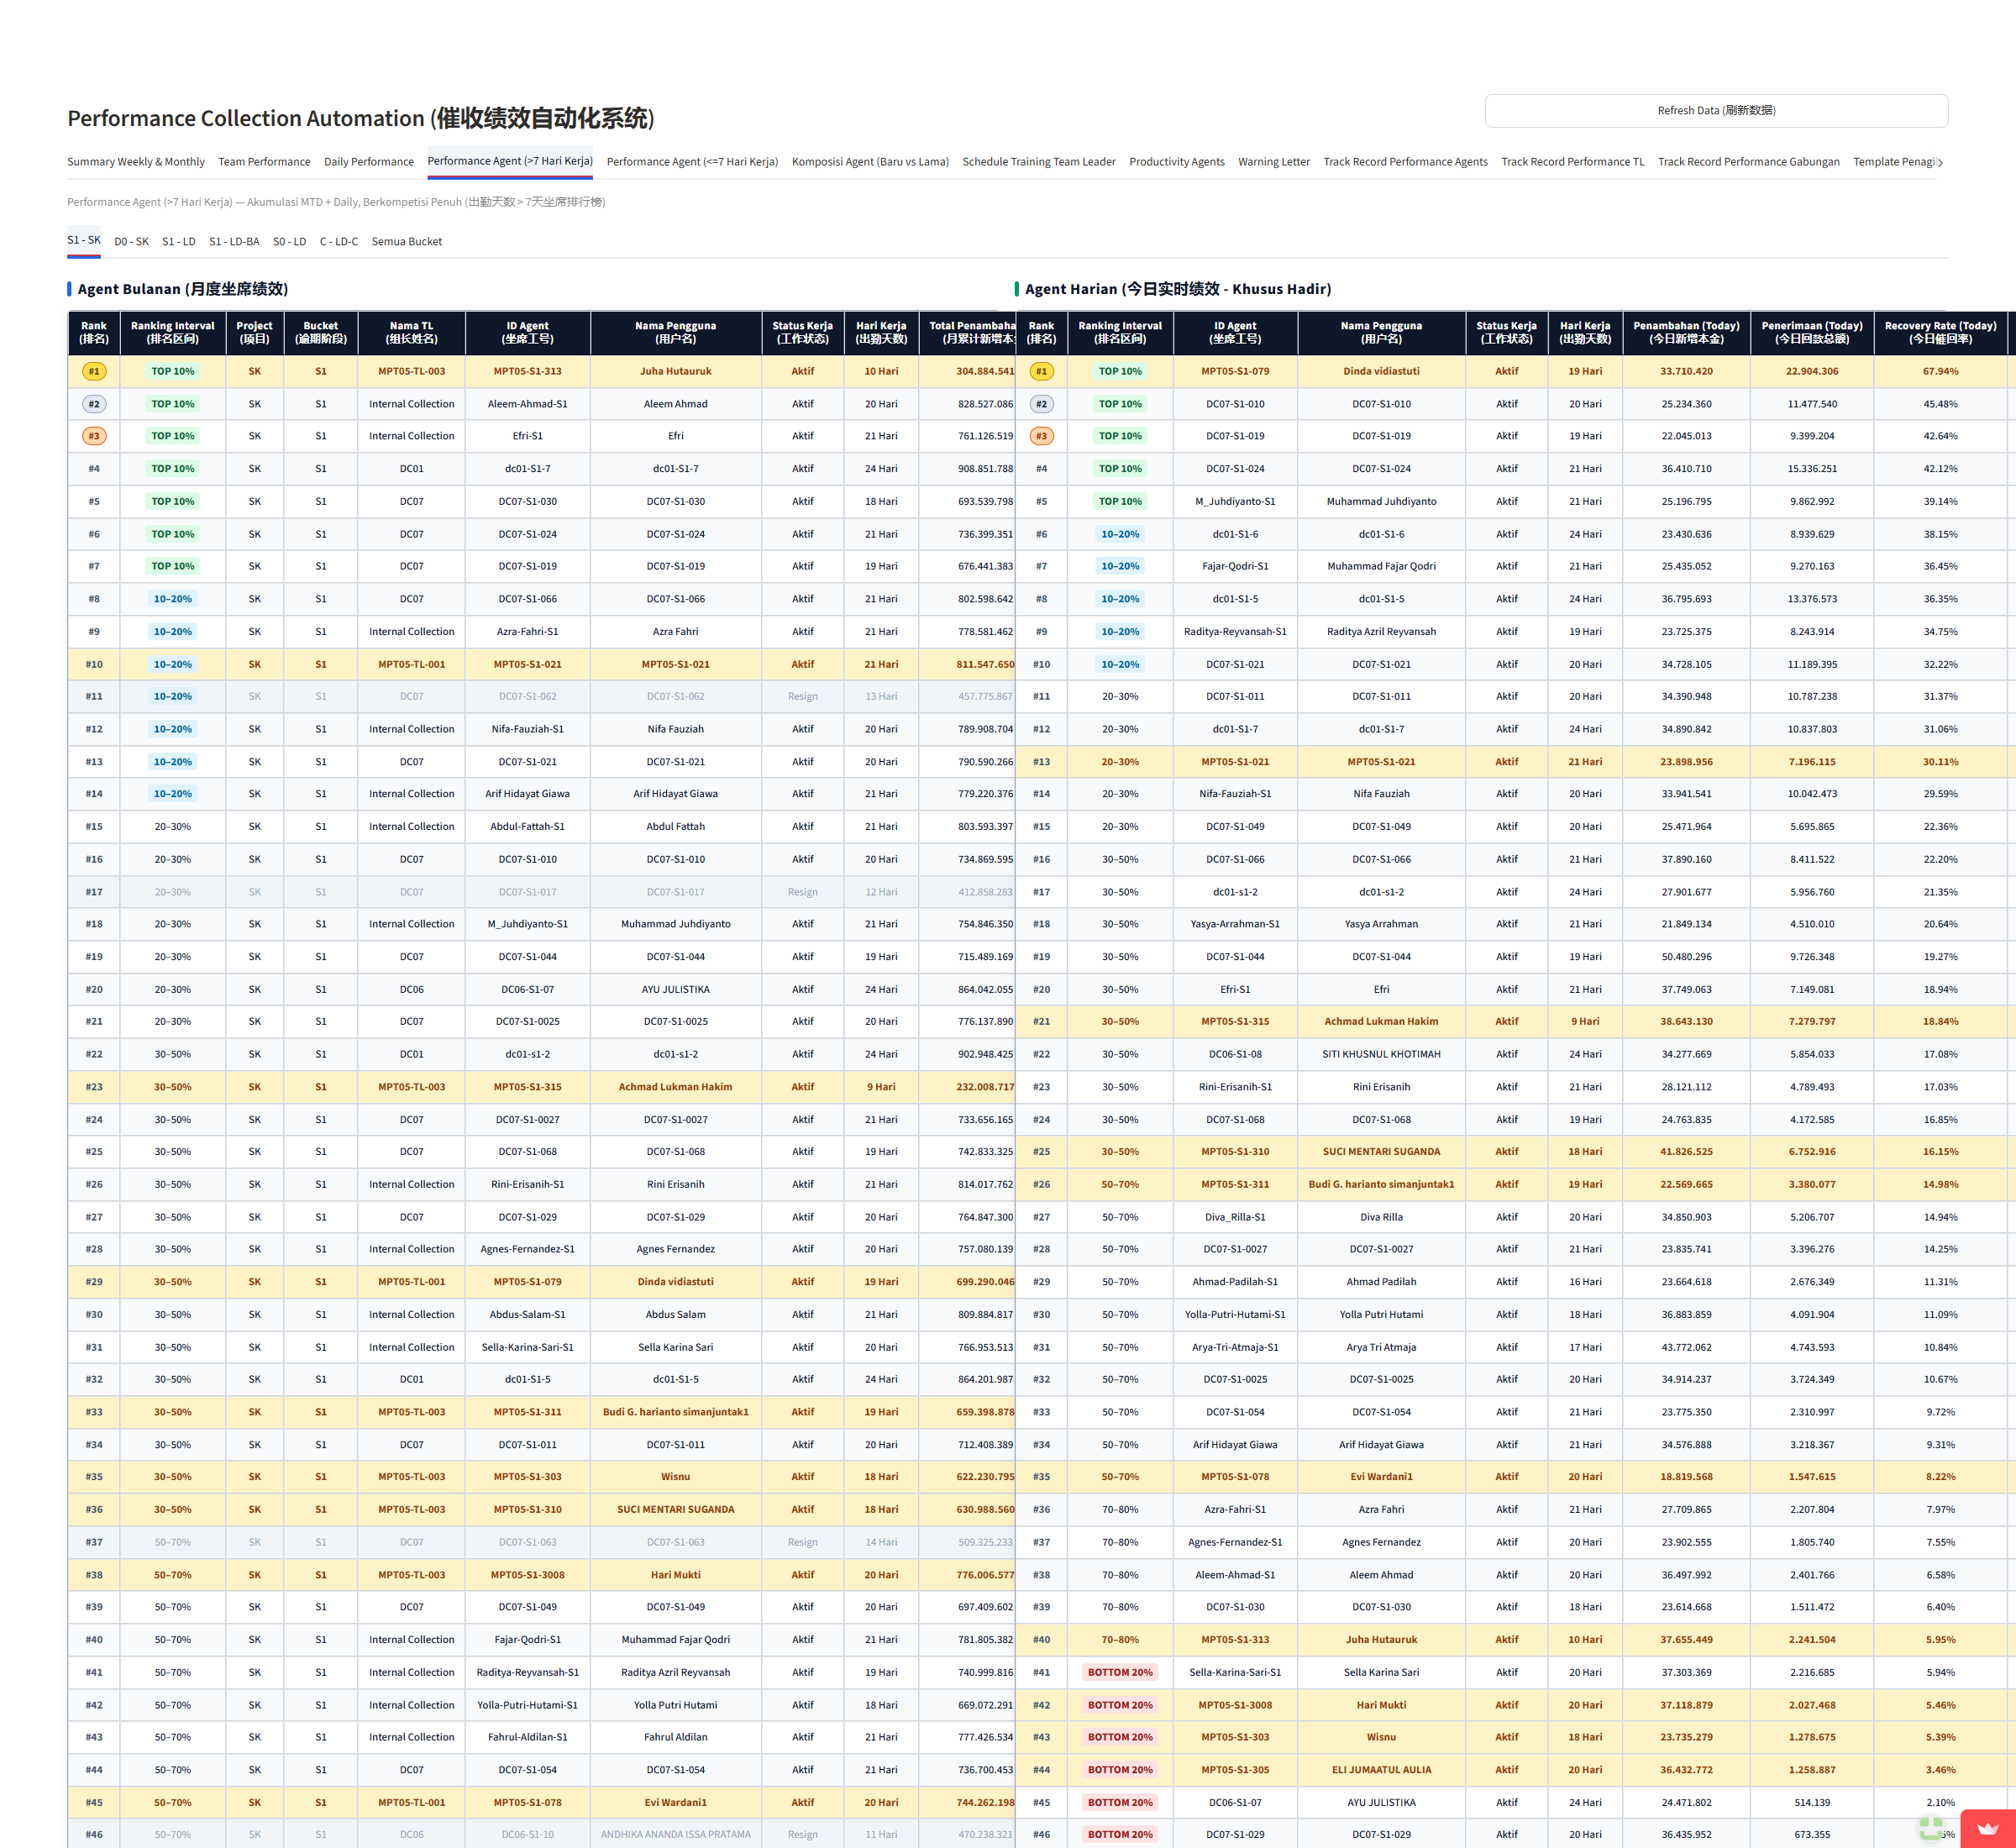 Performance Collection Automation (催收绩效自动化系统)
Refresh Data (刷新数据)
Summary Weekly & Monthly Team Performance Daily Performance Performance Agent (>7 Hari Kerja) Performance Agent (<=7 Hari Kerja) Komposisi Agent (Baru vs Lama) Schedule Training Team Leader Productivity Agents Warning Letter Track Record Performance Agents Track Record Performance TL Track Record Performance Gabungan Template Penagi
Performance Agent (>7 Hari Kerja) — Akumulasi MTD + Daily, Berkompetisi Penuh (出勤天数 > 7天坐席排行榜)
S1 - SK D0 - SK S1 - LD S1 - LD-BA S0 - LD C - LD-C Semua Bucket
Agent Bulanan (月度坐席绩效)
Rank Ranking Interval Project Bucket Nama TL ID Agent Nama Pengguna Status Kerja Hari Kerja Total Penambaha
(排名) (排名区间) (项目) (逾期阶段) (组长姓名) (坐席工号) (用户名) (工作状态) (出勤天数) (月累计新增本
#1 TOP 10% SK S1 MPT05-TL-003 MPT05-S1-313 Juha Hutauruk Aktif 10 Hari 304.884.541
#2 TOP 10% SK S1 Internal Collection Aleem-Ahmad-S1 Aleem Ahmad Aktif 20 Hari 828.527.086
#3 TOP 10% SK S1 Internal Collection Efri-S1 Efri Aktif 21 Hari 761.126.519
#4 TOP 10% SK S1 DC01 dc01-S1-7 dc01-S1-7 Aktif 24 Hari 908.851.788
#5 TOP 10% SK S1 DC07 DC07-S1-030 DC07-S1-030 Aktif 18 Hari 693.539.798
#6 TOP 10% SK S1 DC07 DC07-S1-024 DC07-S1-024 Aktif 21 Hari 736.399.351
#7 TOP 10% SK S1 DC07 DC07-S1-019 DC07-S1-019 Aktif 19 Hari 676.441.383
#8 10–20% SK S1 DC07 DC07-S1-066 DC07-S1-066 Aktif 21 Hari 802.598.642
#9 10–20% SK S1 Internal Collection Azra-Fahri-S1 Azra Fahri Aktif 21 Hari 778.581.462
#10 10–20% SK S1 MPT05-TL-001 MPT05-S1-021 MPT05-S1-021 Aktif 21 Hari 811.547.650
#11 10–20% SK S1 DC07 DC07-S1-062 DC07-S1-062 Resign 13 Hari 457.775.867
#12 10–20% SK S1 Internal Collection Nifa-Fauziah-S1 Nifa Fauziah Aktif 20 Hari 789.908.704
#13 10–20% SK S1 DC07 DC07-S1-021 DC07-S1-021 Aktif 20 Hari 790.590.266
#14 10–20% SK S1 Internal Collection Arif Hidayat Giawa Arif Hidayat Giawa Aktif 21 Hari 779.220.376
#15 20–30% SK S1 Internal Collection Abdul-Fattah-S1 Abdul Fattah Aktif 21 Hari 803.593.397
#16 20–30% SK S1 DC07 DC07-S1-010 DC07-S1-010 Aktif 20 Hari 734.869.595
#17 20–30% SK S1 DC07 DC07-S1-017 DC07-S1-017 Resign 12 Hari 412.858.283
#18 20–30% SK S1 Internal Collection M_Juhdiyanto-S1 Muhammad Juhdiyanto Aktif 21 Hari 754.846.350
#19 20–30% SK S1 DC07 DC07-S1-044 DC07-S1-044 Aktif 19 Hari 715.489.169
#20 20–30% SK S1 DC06 DC06-S1-07 AYU JULISTIKA Aktif 24 Hari 864.042.055
#21 20–30% SK S1 DC07 DC07-S1-0025 DC07-S1-0025 Aktif 20 Hari 776.137.890
#22 30–50% SK S1 DC01 dc01-s1-2 dc01-s1-2 Aktif 24 Hari 902.948.425
#23 30–50% SK S1 MPT05-TL-003 MPT05-S1-315 Achmad Lukman Hakim Aktif 9 Hari 232.008.717
#24 30–50% SK S1 DC07 DC07-S1-0027 DC07-S1-0027 Aktif 21 Hari 733.656.165
#25 30–50% SK S1 DC07 DC07-S1-068 DC07-S1-068 Aktif 19 Hari 742.833.325
#26 30–50% SK S1 Internal Collection Rini-Erisanih-S1 Rini Erisanih Aktif 21 Hari 814.017.762
#27 30–50% SK S1 DC07 DC07-S1-029 DC07-S1-029 Aktif 20 Hari 764.847.300
#28 30–50% SK S1 Internal Collection Agnes-Fernandez-S1 Agnes Fernandez Aktif 20 Hari 757.080.139
#29 30–50% SK S1 MPT05-TL-001 MPT05-S1-079 Dinda vidiastuti Aktif 19 Hari 699.290.046
#30 30–50% SK S1 Internal Collection Abdus-Salam-S1 Abdus Salam Aktif 21 Hari 809.884.817
#31 30–50% SK S1 Internal Collection Sella-Karina-Sari-S1 Sella Karina Sari Aktif 20 Hari 766.953.513
#32 30–50% SK S1 DC01 dc01-S1-5 dc01-S1-5 Aktif 24 Hari 864.201.987
#33 30–50% SK S1 MPT05-TL-003 MPT05-S1-311 Budi G. harianto simanjuntak1 Aktif 19 Hari 659.398.878
#34 30–50% SK S1 DC07 DC07-S1-011 DC07-S1-011 Aktif 20 Hari 712.408.389
#35 30–50% SK S1 MPT05-TL-003 MPT05-S1-303 Wisnu Aktif 18 Hari 622.230.795
#36 30–50% SK S1 MPT05-TL-003 MPT05-S1-310 SUCI MENTARI SUGANDA Aktif 18 Hari 630.988.560
#37 50–70% SK S1 DC07 DC07-S1-063 DC07-S1-063 Resign 14 Hari 509.325.233
#38 50–70% SK S1 MPT05-TL-003 MPT05-S1-3008 Hari Mukti Aktif 20 Hari 776.006.577
#39 50–70% SK S1 DC07 DC07-S1-049 DC07-S1-049 Aktif 20 Hari 697.409.602
#40 50–70% SK S1 Internal Collection Fajar-Qodri-S1 Muhammad Fajar Qodri Aktif 21 Hari 781.805.382
#41 50–70% SK S1 Internal Collection Raditya-Reyvansah-S1 Raditya Azril Reyvansah Aktif 19 Hari 740.999.816
#42 50–70% SK S1 Internal Collection Yolla-Putri-Hutami-S1 Yolla Putri Hutami Aktif 18 Hari 669.072.291
#43 50–70% SK S1 Internal Collection Fahrul-Aldilan-S1 Fahrul Aldilan Aktif 21 Hari 777.426.534
#44 50–70% SK S1 DC07 DC07-S1-054 DC07-S1-054 Aktif 21 Hari 736.700.453
#45 50–70% SK S1 MPT05-TL-001 MPT05-S1-078 Evi Wardani1 Aktif 20 Hari 744.262.198
#46 50–70% SK S1 DC06 DC06-S1-10 ANDHIKA ANANDA ISSA PRATAMA Resign 11 Hari 470.238.321
Agent Harian (今日实时绩效 - Khusus Hadir)
Rank Ranking Interval ID Agent Nama Pengguna Status Kerja Hari Kerja Penambahan (Today) Penerimaan (Today) Recovery Rate (Today)
(排名) (排名区间) (坐席工号) (用户名) (工作状态) (出勤天数) (今日新增本金) (今日回款总额) (今日催回率)
#1 TOP 10% MPT05-S1-079 Dinda vidiastuti Aktif 19 Hari 33.710.420 22.904.306 67.94%
#2 TOP 10% DC07-S1-010 DC07-S1-010 Aktif 20 Hari 25.234.360 11.477.540 45.48%
#3 TOP 10% DC07-S1-019 DC07-S1-019 Aktif 19 Hari 22.045.013 9.399.204 42.64%
#4 TOP 10% DC07-S1-024 DC07-S1-024 Aktif 21 Hari 36.410.710 15.336.251 42.12%
#5 TOP 10% M_Juhdiyanto-S1 Muhammad Juhdiyanto Aktif 21 Hari 25.196.795 9.862.992 39.14%
#6 10–20% dc01-S1-6 dc01-S1-6 Aktif 24 Hari 23.430.636 8.939.629 38.15%
#7 10–20% Fajar-Qodri-S1 Muhammad Fajar Qodri Aktif 21 Hari 25.435.052 9.270.163 36.45%
#8 10–20% dc01-S1-5 dc01-S1-5 Aktif 24 Hari 36.795.693 13.376.573 36.35%
#9 10–20% Raditya-Reyvansah-S1 Raditya Azril Reyvansah Aktif 19 Hari 23.725.375 8.243.914 34.75%
#10 10–20% DC07-S1-021 DC07-S1-021 Aktif 20 Hari 34.728.105 11.189.395 32.22%
#11 20–30% DC07-S1-011 DC07-S1-011 Aktif 20 Hari 34.390.948 10.787.238 31.37%
#12 20–30% dc01-S1-7 dc01-S1-7 Aktif 24 Hari 34.890.842 10.837.803 31.06%
#13 20–30% MPT05-S1-021 MPT05-S1-021 Aktif 21 Hari 23.898.956 7.196.115 30.11%
#14 20–30% Nifa-Fauziah-S1 Nifa Fauziah Aktif 20 Hari 33.941.541 10.042.473 29.59%
#15 20–30% DC07-S1-049 DC07-S1-049 Aktif 20 Hari 25.471.964 5.695.865 22.36%
#16 30–50% DC07-S1-066 DC07-S1-066 Aktif 21 Hari 37.890.160 8.411.522 22.20%
#17 30–50% dc01-s1-2 dc01-s1-2 Aktif 24 Hari 27.901.677 5.956.760 21.35%
#18 30–50% Yasya-Arrahman-S1 Yasya Arrahman Aktif 21 Hari 21.849.134 4.510.010 20.64%
#19 30–50% DC07-S1-044 DC07-S1-044 Aktif 19 Hari 50.480.296 9.726.348 19.27%
#20 30–50% Efri-S1 Efri Aktif 21 Hari 37.749.063 7.149.081 18.94%
#21 30–50% MPT05-S1-315 Achmad Lukman Hakim Aktif 9 Hari 38.643.130 7.279.797 18.84%
#22 30–50% DC06-S1-08 SITI KHUSNUL KHOTIMAH Aktif 24 Hari 34.277.669 5.854.033 17.08%
#23 30–50% Rini-Erisanih-S1 Rini Erisanih Aktif 21 Hari 28.121.112 4.789.493 17.03%
#24 30–50% DC07-S1-068 DC07-S1-068 Aktif 19 Hari 24.763.835 4.172.585 16.85%
#25 30–50% MPT05-S1-310 SUCI MENTARI SUGANDA Aktif 18 Hari 41.826.525 6.752.916 16.15%
#26 50–70% MPT05-S1-311 Budi G. harianto simanjuntak1 Aktif 19 Hari 22.569.665 3.380.077 14.98%
#27 50–70% Diva_Rilla-S1 Diva Rilla Aktif 20 Hari 34.850.903 5.206.707 14.94%
#28 50–70% DC07-S1-0027 DC07-S1-0027 Aktif 21 Hari 23.835.741 3.396.276 14.25%
#29 50–70% Ahmad-Padilah-S1 Ahmad Padilah Aktif 16 Hari 23.664.618 2.676.349 11.31%
#30 50–70% Yolla-Putri-Hutami-S1 Yolla Putri Hutami Aktif 18 Hari 36.883.859 4.091.904 11.09%
#31 50–70% Arya-Tri-Atmaja-S1 Arya Tri Atmaja Aktif 17 Hari 43.772.062 4.743.593 10.84%
#32 50–70% DC07-S1-0025 DC07-S1-0025 Aktif 20 Hari 34.914.237 3.724.349 10.67%
#33 50–70% DC07-S1-054 DC07-S1-054 Aktif 21 Hari 23.775.350 2.310.997 9.72%
#34 50–70% Arif Hidayat Giawa Arif Hidayat Giawa Aktif 21 Hari 34.576.888 3.218.367 9.31%
#35 50–70% MPT05-S1-078 Evi Wardani1 Aktif 20 Hari 18.819.568 1.547.615 8.22%
#36 70–80% Azra-Fahri-S1 Azra Fahri Aktif 21 Hari 27.709.865 2.207.804 7.97%
#37 70–80% Agnes-Fernandez-S1 Agnes Fernandez Aktif 20 Hari 23.902.555 1.805.740 7.55%
#38 70–80% Aleem-Ahmad-S1 Aleem Ahmad Aktif 20 Hari 36.497.992 2.401.766 6.58%
#39 70–80% DC07-S1-030 DC07-S1-030 Aktif 18 Hari 23.614.668 1.511.472 6.40%
#40 70–80% MPT05-S1-313 Juha Hutauruk Aktif 10 Hari 37.655.449 2.241.504 5.95%
#41 BOTTOM 20% Sella-Karina-Sari-S1 Sella Karina Sari Aktif 20 Hari 37.303.369 2.216.685 5.94%
#42 BOTTOM 20% MPT05-S1-3008 Hari Mukti Aktif 20 Hari 37.118.879 2.027.468 5.46%
#43 BOTTOM 20% MPT05-S1-303 Wisnu Aktif 18 Hari 23.735.279 1.278.675 5.39%
#44 BOTTOM 20% MPT05-S1-305 ELI JUMAATUL AULIA Aktif 20 Hari 36.432.772 1.258.887 3.46%
#45 BOTTOM 20% DC06-S1-07 AYU JULISTIKA Aktif 24 Hari 24.471.802 514.139 2.10%
#46 BOTTOM 20% DC07-S1-029 DC07-S1-029 Aktif 20 Hari 36.435.952 673.355